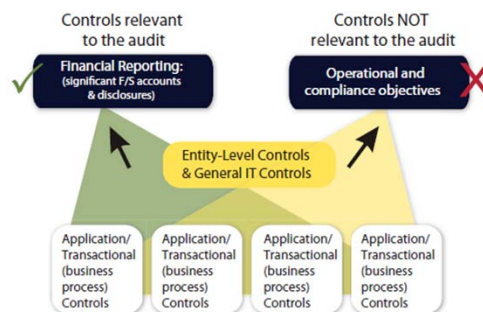 Controls relevant
to the audit
Controls NOT
relevant to the audit
Financial Reporting:
(significant F/S accounts
& disclosures)
Operational and
compliance objectives
Entity-Level Controls
& General IT Controls
Application/
Transactional
(business
process)
Controls
Application/
Transactional
(business
process)
Controls
Application/
Transactional
(business
process)
Controls
Application/
Transactional
(business
process)
Controls